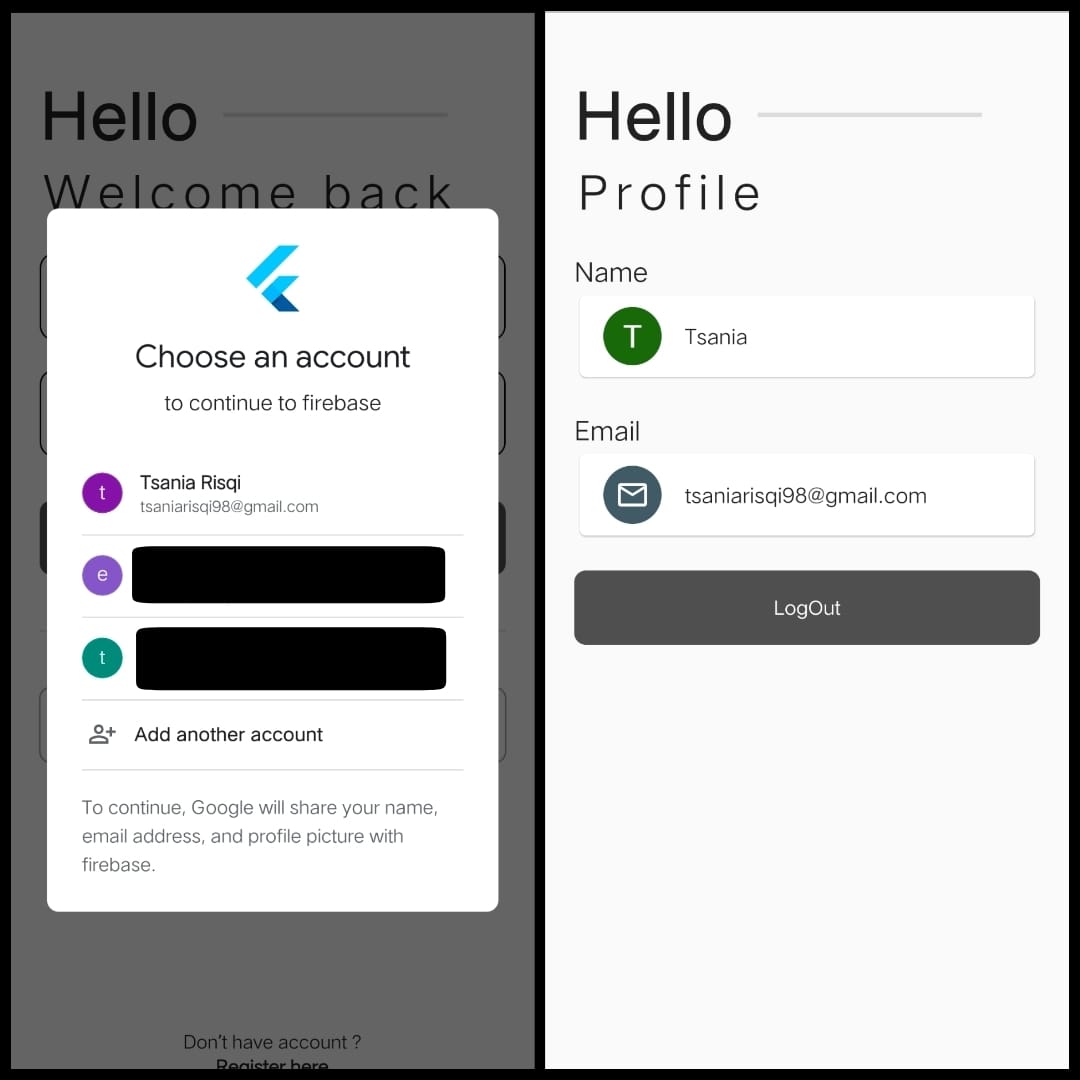 Hello
Welcome back
Choose an account
to continue to firebase
t
Tsania Risqi
tsaniarisqi98@gmail.com
e
t
Add another account
To continue, Google will share your name,
email address, and profile picture with
firebase.
Don't have account ?
Register here
Hello
Profile
Name
T
Tsania
Email
tsaniarisqi98@gmail.com
LogOut